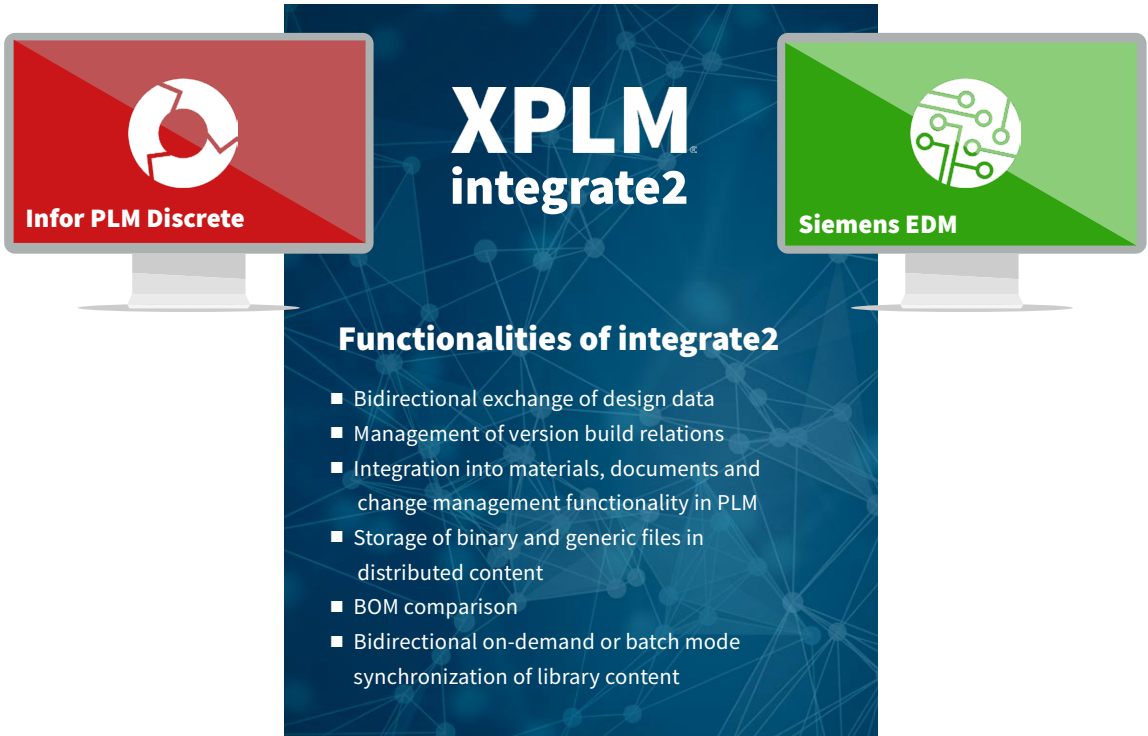 XPLM
integrate2
Infor PLM Discrete
Siemens EDM
Functionalities of integrate2
■ Bidirectional exchange of design data
■ Management of version build relations
■ Integration into materials, documents and
change management functionality in PLM
■ Storage of binary and generic files in
distributed content
■ BOM comparison
■ Bidirectional on-demand or batch mode
synchronization of library content